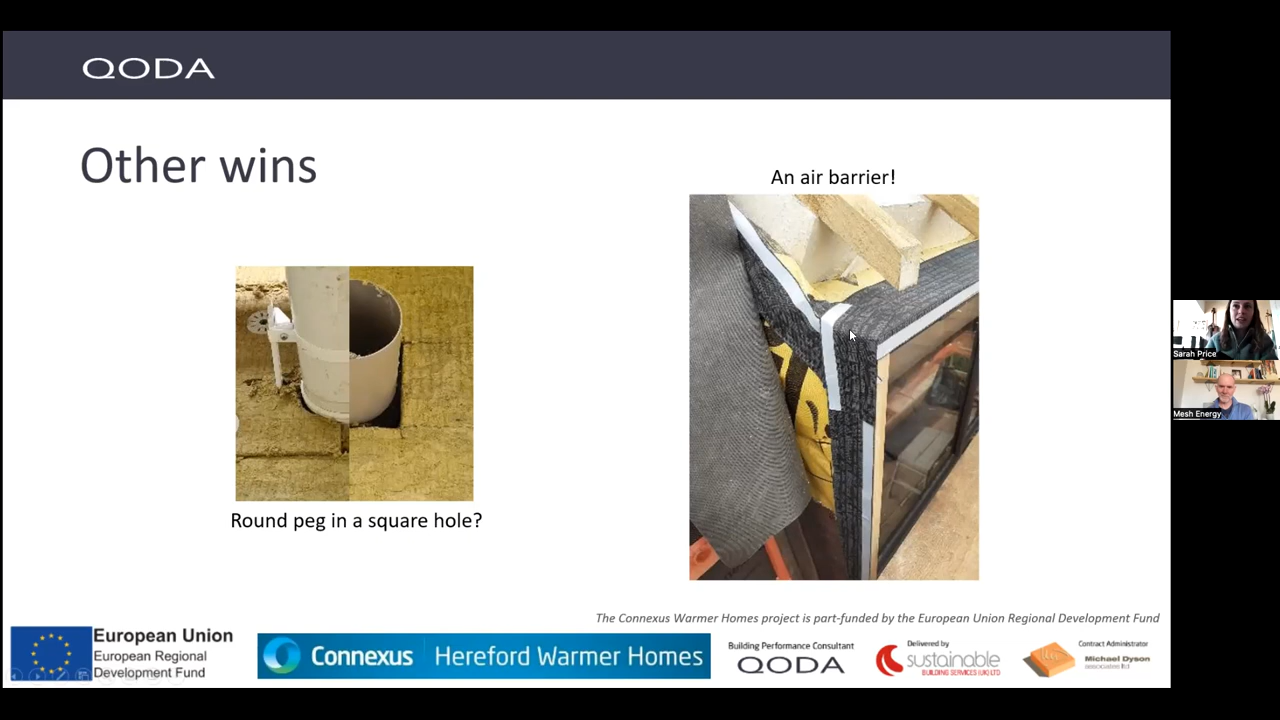 QODA
Other wins
An air barrier!
Round peg in a square hole?
Sarah Price
Mesh Energy
The Connexus Warmer Homes project is part-funded by the European Union Regional Development Fund
European Union
European Regional
Development Fund
Connexus
Hereford Warmer Homes
Building Performance Consultant
QODA
Delivered by
sustainable
BUILDING SERVICES (UK) LTD
Contract Administrator
Michael Dyson
associates ltd